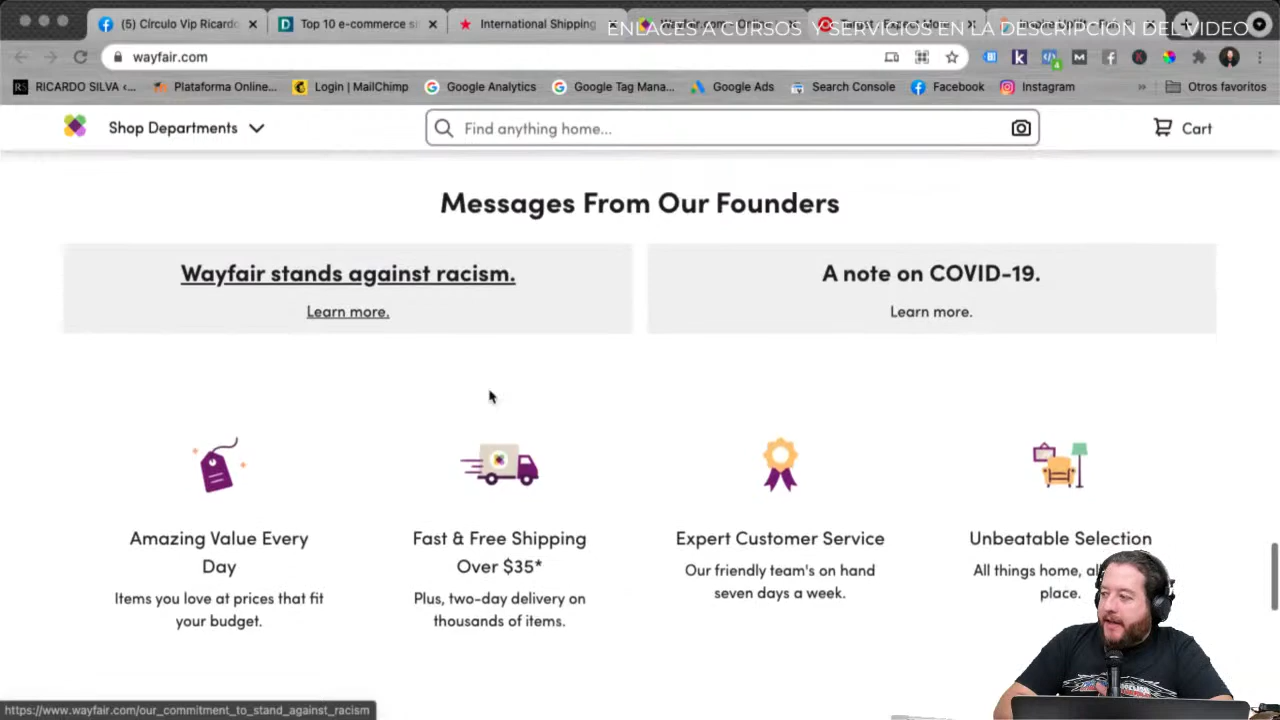 (5) Círculo Vip Ricardo
Top 10 e-commerce si
International Shipping
ENLACES A CURSOS Y SERVICIOS EN LA DESCRIPCIÓN DEL VIDEO
wayfair.com
RICARDO SILVA ‹...
Plataforma Online...
Login | MailChimp
Google Analytics
Google Tag Mana...
Google Ads
Search Console
Facebook
Instagram
»
Otros favoritos
Shop Departments
Find anything home...
Cart
Messages From Our Founders
Wayfair stands against racism.
Learn more.
A note on COVID-19.
Learn more.
Amazing Value Every
Day
Items you love at prices that fit
your budget.
Fast & Free Shipping
Over $35*
Plus, two-day delivery on
thousands of items.
Expert Customer Service
Our friendly team's on hand
seven days a week.
Unbeatable Selection
All things home, al
place.
https://www.wayfair.com/our_commitment_to_stand_against_racism